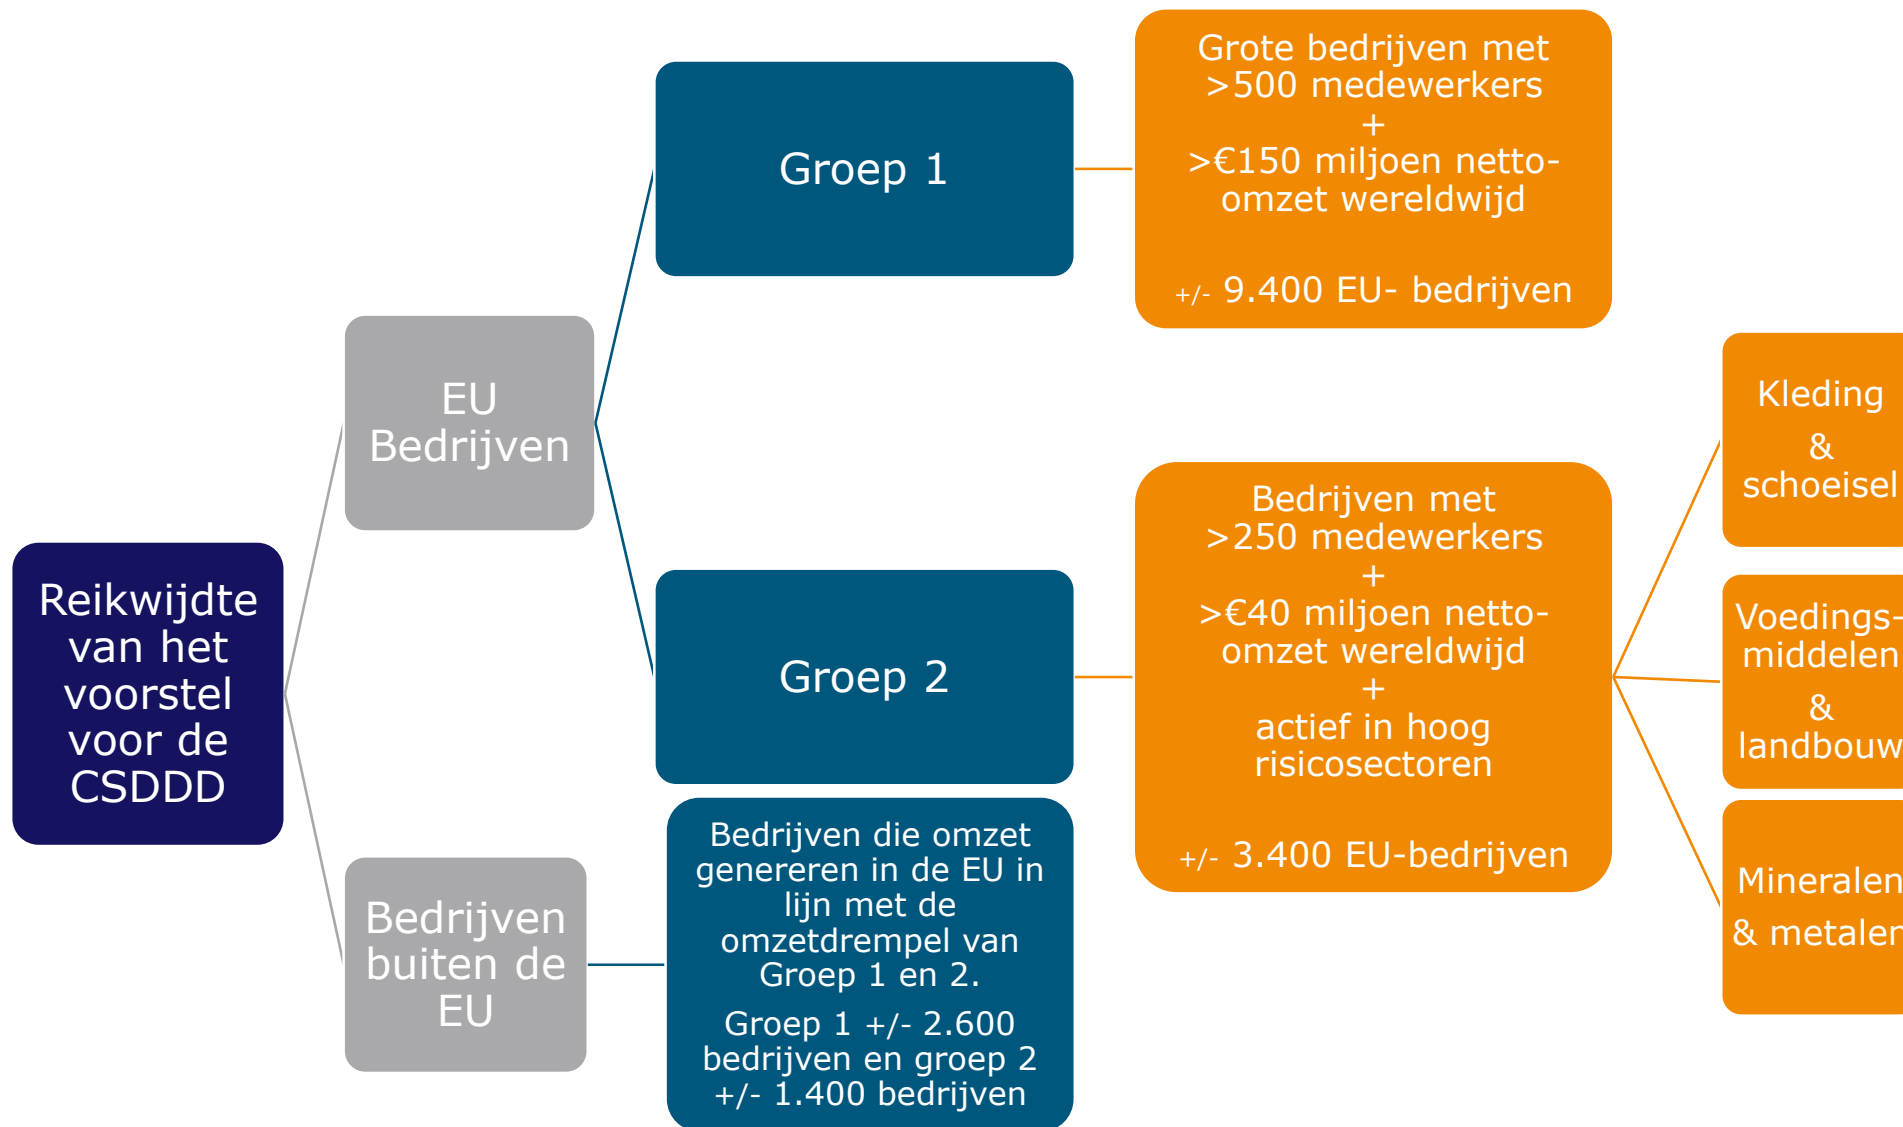 Reikwijdte
van het
voorstel
voor de
CSDDD
EU
Bedrijven
Groep 1
Grote bedrijven met
>500 medewerkers
+
>€150 miljoen netto-
omzet wereldwijd
+/- 9.400 EU- bedrijven
Groep 2
Bedrijven met
>250 medewerkers
+
>€40 miljoen netto-
omzet wereldwijd
+
actief in hoog
risicosectoren
+/- 3.400 EU-bedrijven
Kleding
&
schoeisel
Voedings-
middelen
&
landbouw
Mineralen
& metalen
Bedrijven
buiten de
EU
Bedrijven die omzet
genereren in de EU in
lijn met de
omzetdrempel van
Groep 1 en 2.
Groep 1 +/- 2.600
bedrijven en groep 2
+/- 1.400 bedrijven